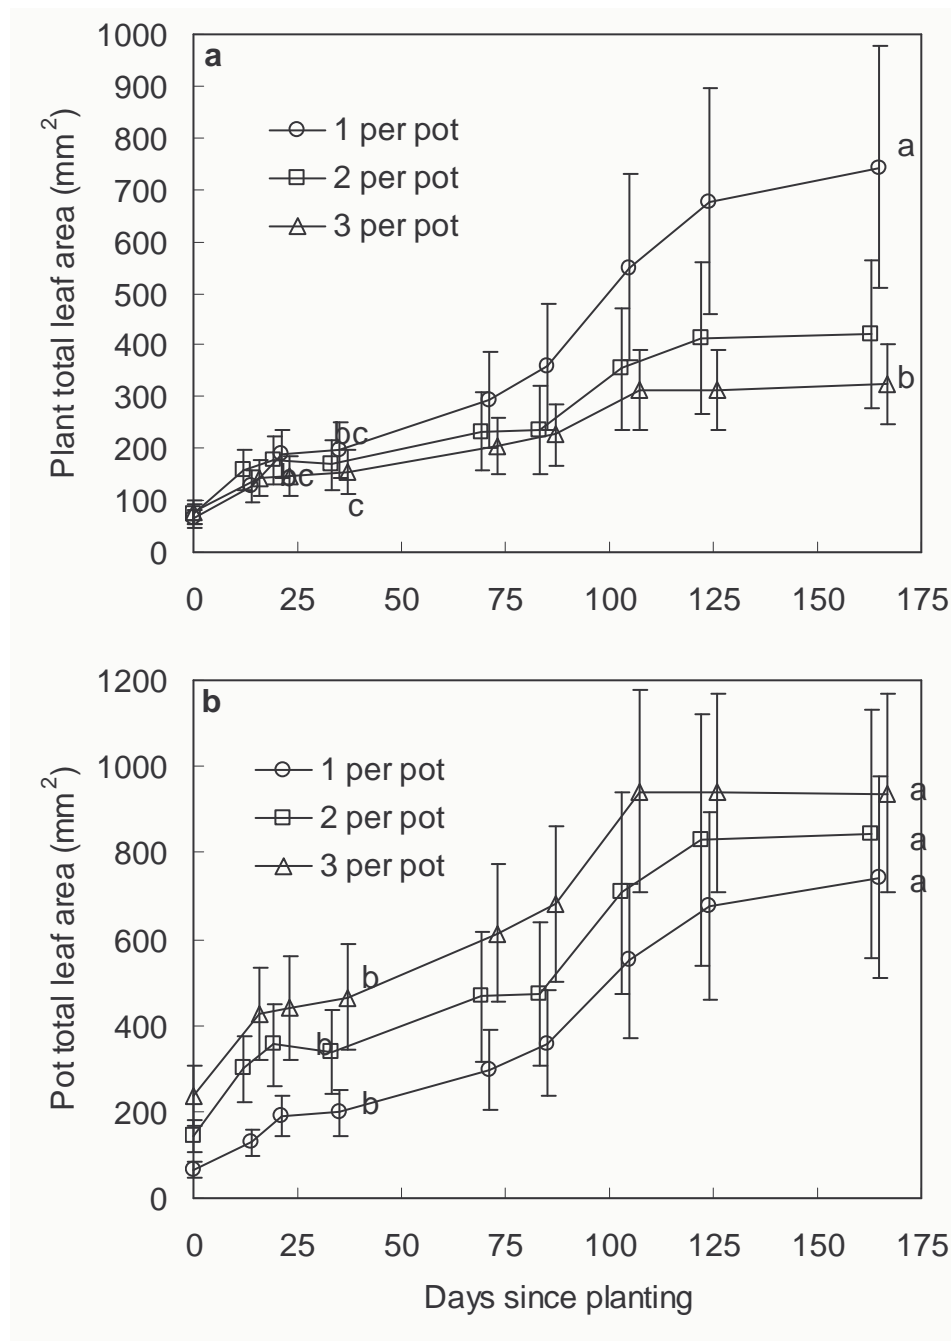 a
1000
900
800
700
600
500
400
300
200
100
0
Plant total leaf area (mm²)
1 per pot
2 per pot
3 per pot
a
b
bc
bc
c
0 25 50 75 100 125 150 175
b
1200
1000
800
600
400
200
0
Pot total leaf area (mm²)
1 per pot
2 per pot
3 per pot
a
a
a
b
b
b
0 25 50 75 100 125 150 175
Days since planting